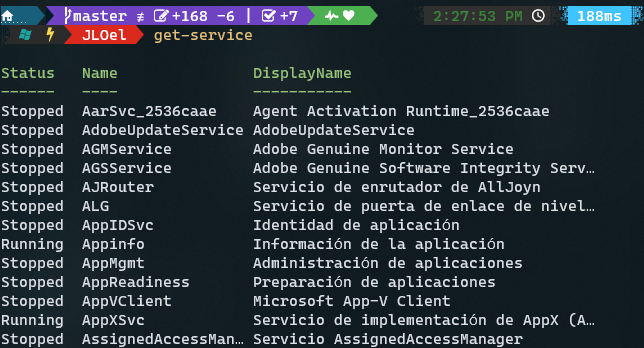 master ≢ +168 -6 | +7 2:27:53 PM 188ms
JLOel get-service
Status Name DisplayName
------ ---- -----------
Stopped AarSvc_2536caae Agent Activation Runtime_2536caae
Stopped AdobeUpdateService AdobeUpdateService
Stopped AGMService Adobe Genuine Monitor Service
Stopped AGSService Adobe Genuine Software Integrity Serv…
Stopped AJRouter Servicio de enrutador de AllJoyn
Stopped ALG Servicio de puerta de enlace de nivel…
Stopped AppIDSvc Identidad de aplicación
Running Appinfo Información de la aplicación
Stopped AppMgmt Administración de aplicaciones
Stopped AppReadiness Preparación de aplicaciones
Stopped AppVClient Microsoft App-V Client
Running AppXSvc Servicio de implementación de AppX (A…
Stopped AssignedAccessMan… Servicio AssignedAccessManager